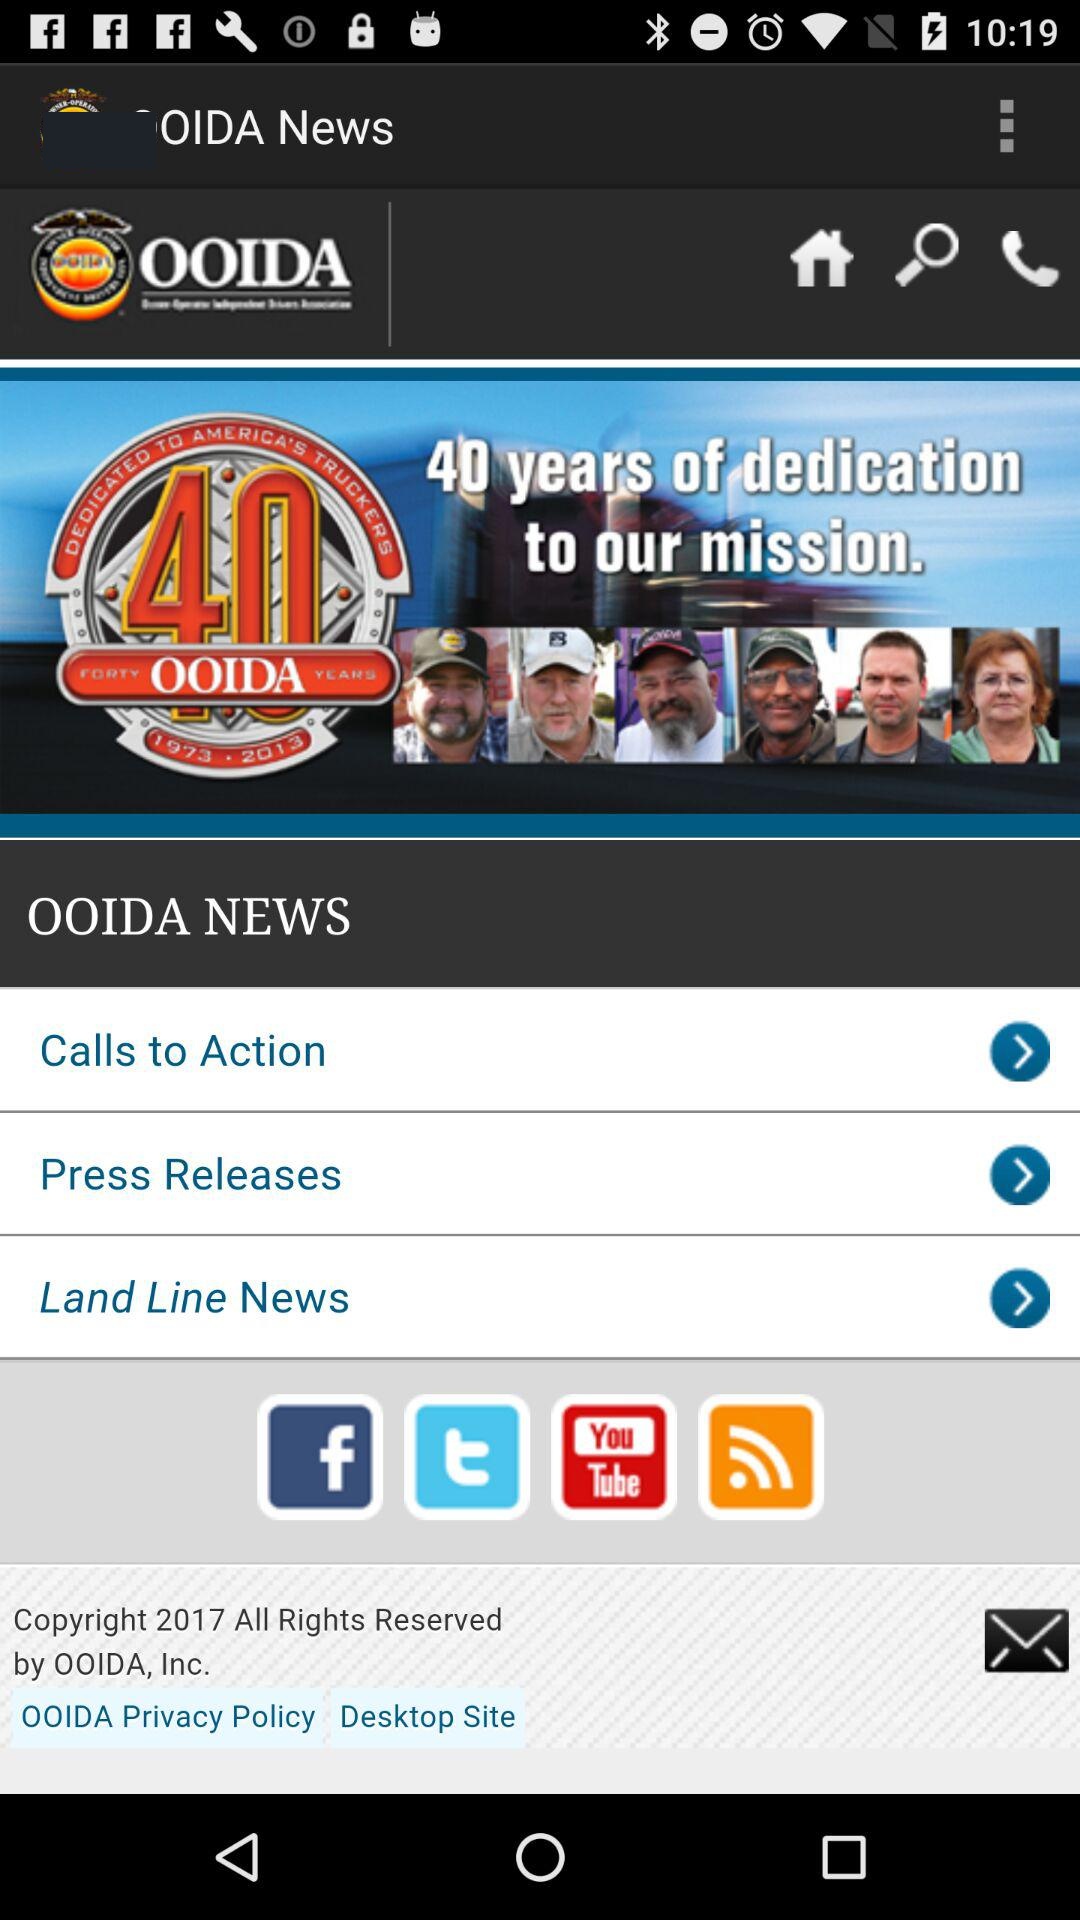 10:19
OIDA News
OOIDA
Owner-Operator Independent Drivers Association
DEDICATED TO AMERICA'S TRUCKERS
40
FORTY OOIDA YEARS
1973 · 2013
40 years of dedication
to our mission.
OOIDA NEWS
Calls to Action
Press Releases
Land Line News
You
Tube
Copyright 2017 All Rights Reserved
by OOIDA, Inc.
OOIDA Privacy Policy Desktop Site